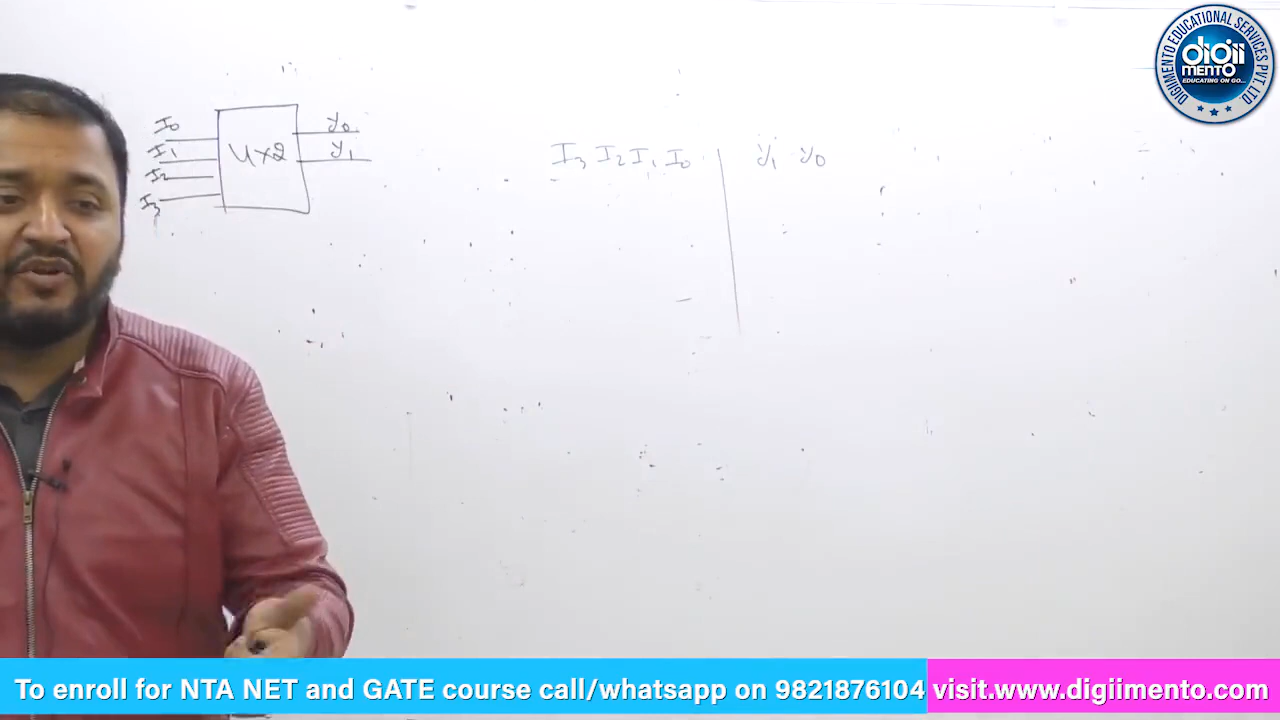 I0
I1
I2
I3
4x2
y0
y1
I3 I2 I1 I0 y1 y0
DIGIMENTO EDUCATIONAL SERVICES PVT. LTD
digii
MENTO
EDUCATING ON GO...
To enroll for NTA NET and GATE course call/whatsapp on 9821876104 visit.www.digiimento.com